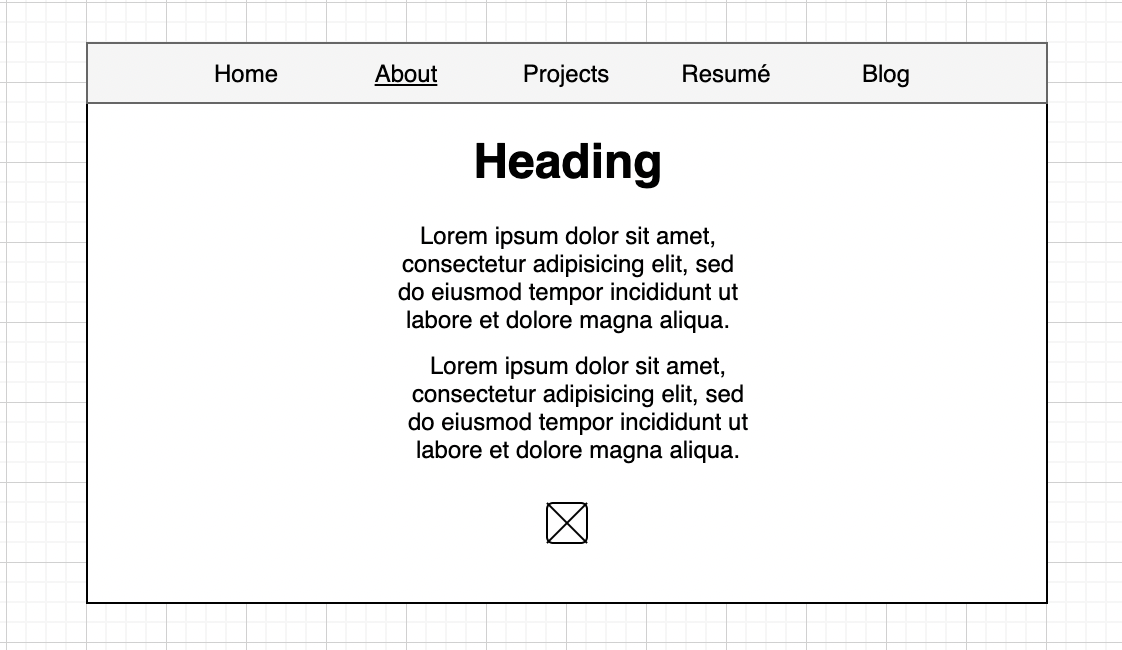 Home About Projects Resumé Blog
Heading
Lorem ipsum dolor sit amet,
consectetur adipisicing elit, sed
do eiusmod tempor incididunt ut
labore et dolore magna aliqua.
Lorem ipsum dolor sit amet,
consectetur adipisicing elit, sed
do eiusmod tempor incididunt ut
labore et dolore magna aliqua.